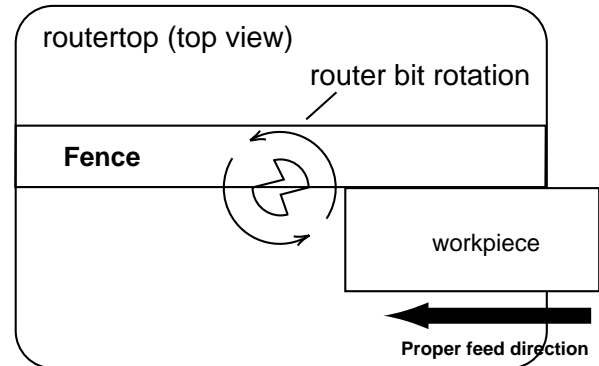 routertop (top view)
router bit rotation
Fence
workpiece
Proper feed direction